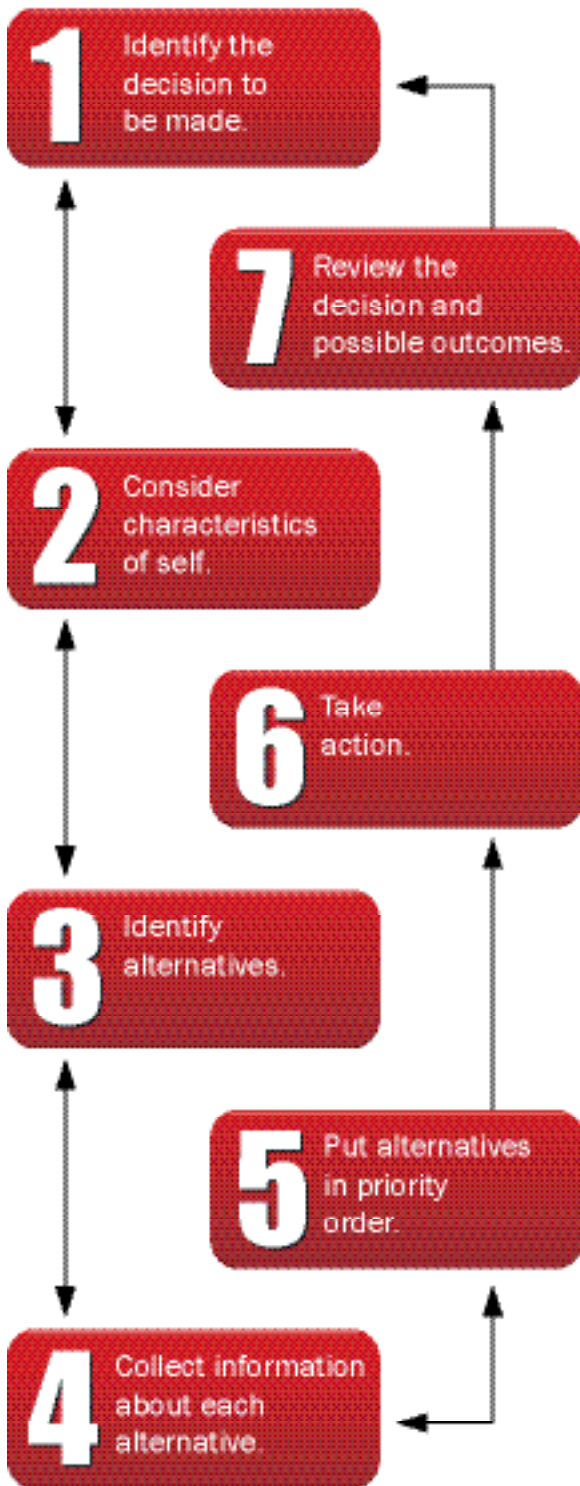 1
Identify the
decision to
be made.
7
Review the
decision and
possible outcomes.
2
Consider
characteristics
of self.
6
Take
action.
3
Identify
alternatives.
5
Put alternatives
in priority
order.
4
Collect information
about each
alternative.